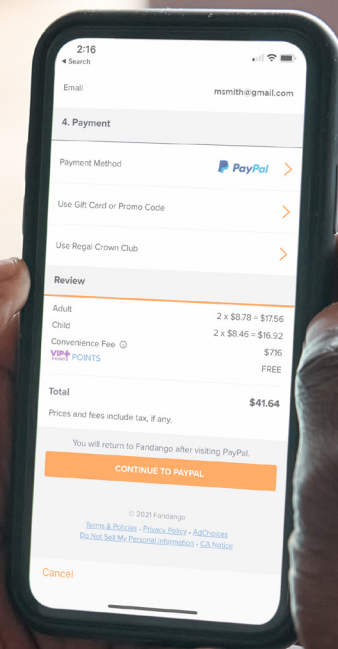 2:16
Search
Email
msmith@gmail.com
4. Payment
Payment Method
PayPal
Use Gift Card or Promo Code
Use Regal Crown Club
Review
Adult 2 x $8.78 = $17.56
Child 2 x $8.46 = $16.92
Convenience Fee $7.16
VIP+ POINTS FREE
Total $41.64
Prices and fees include tax, if any.
You will return to Fandango after visiting PayPal.
CONTINUE TO PAYPAL
© 2021 Fandango
Terms & Policies - Privacy Policy - AdChoices
Do Not Sell My Personal Information - CA Notice
Cancel